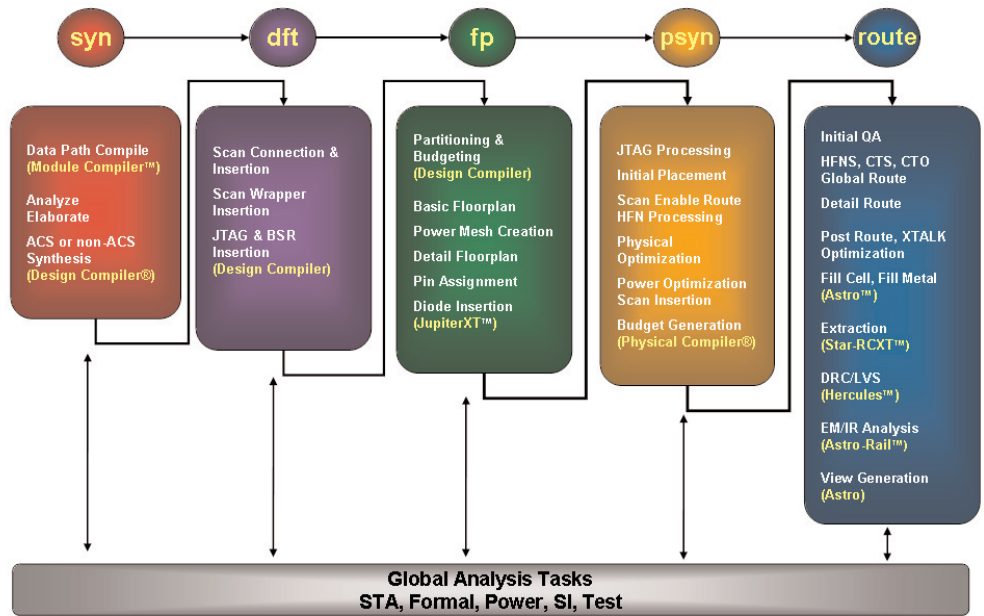 syn
dft
fp
psyn
route
Data Path Compile
(Module Compiler™)
Analyze
Elaborate
ACS or non-ACS
Synthesis
(Design Compiler®)
Scan Connection &
Insertion
Scan Wrapper
Insertion
JTAG & BSR
Insertion
(Design Compiler)
Partitioning &
Budgeting
(Design Compiler)
Basic Floorplan
Power Mesh Creation
Detail Floorplan
Pin Assignment
Diode Insertion
(JupiterXT™)
JTAG Processing
Initial Placement
Scan Enable Route
HFN Processing
Physical
Optimization
Power Optimization
Scan Insertion
Budget Generation
(Physical Compiler®)
Initial QA
HFNS, CTS, CTO
Global Route
Detail Route
Post Route, XTALK
Optimization
Fill Cell, Fill Metal
(Astro™)
Extraction
(Star-RCXT™)
DRC/LVS
(Hercules™)
EM/IR Analysis
(Astro-Rail™)
View Generation
(Astro)
Global Analysis Tasks
STA, Formal, Power, SI, Test